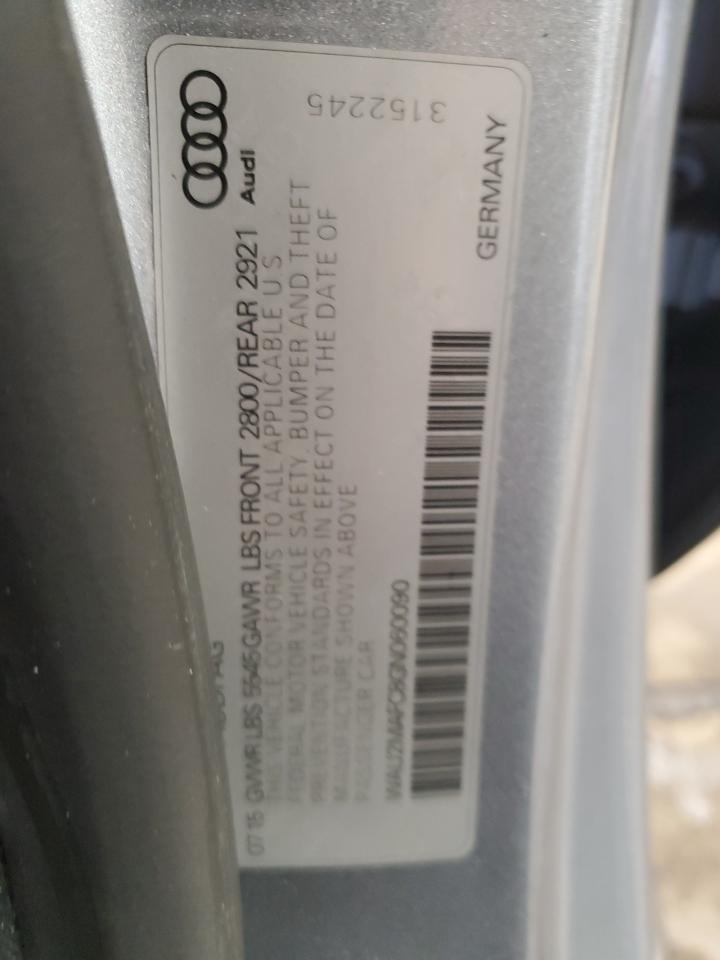 Audi
3152245
AG
07 15 GVWR LBS 5545 GAWR LBS FRONT 2800/REAR 2921
THIS VEHICLE CONFORMS TO ALL APPLICABLE U.S
FEDERAL MOTOR VEHICLE SAFETY, BUMPER AND THEFT
PREVENTION STANDARDS IN EFFECT ON THE DATE OF
MANUFACTURE SHOWN ABOVE
PASSENGER CAR
WAU2MAFC8GN060090
GERMANY